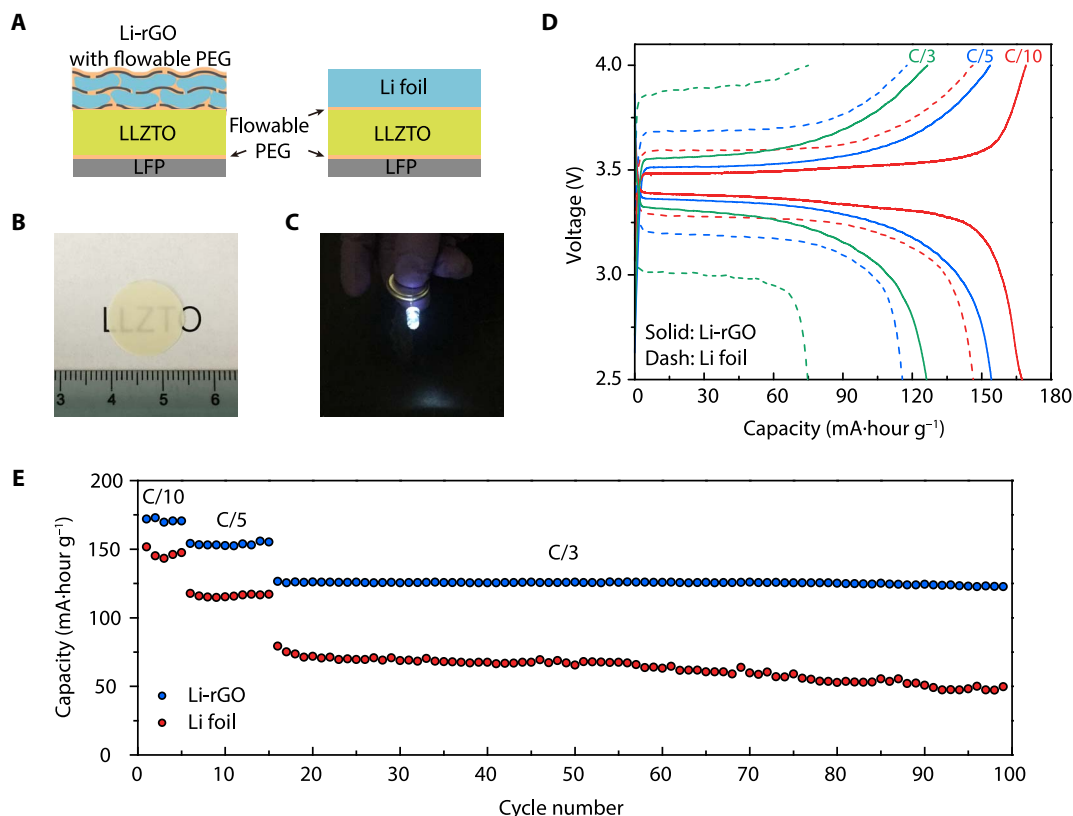 A
Li-rGO
with flowable PEG
LLZTO
LFP
Flowable
PEG
Li foil
LLZTO
LFP
B
LLZTO
3 4 5 6
C
D
4.0
3.5
3.0
2.5
Voltage (V)
C/3 C/5 C/10
Solid: Li-rGO
Dash: Li foil
0 30 60 90 120 150 180
Capacity (mA·hour g⁻¹)
E
200
150
100
50
0
Capacity (mA·hour g⁻¹)
C/10
C/5
C/3
Li-rGO
Li foil
0 10 20 30 40 50 60 70 80 90 100
Cycle number